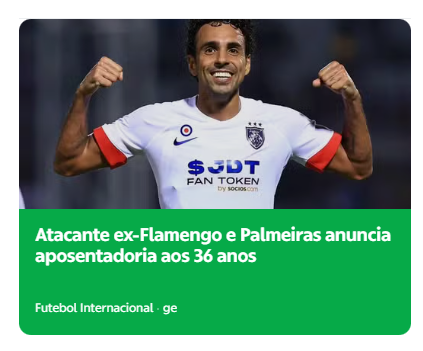 $JDT
FAN TOKEN
by socios.com
Atacante ex-Flamengo e Palmeiras anuncia
aposentadoria aos 36 anos
Futebol Internacional · ge